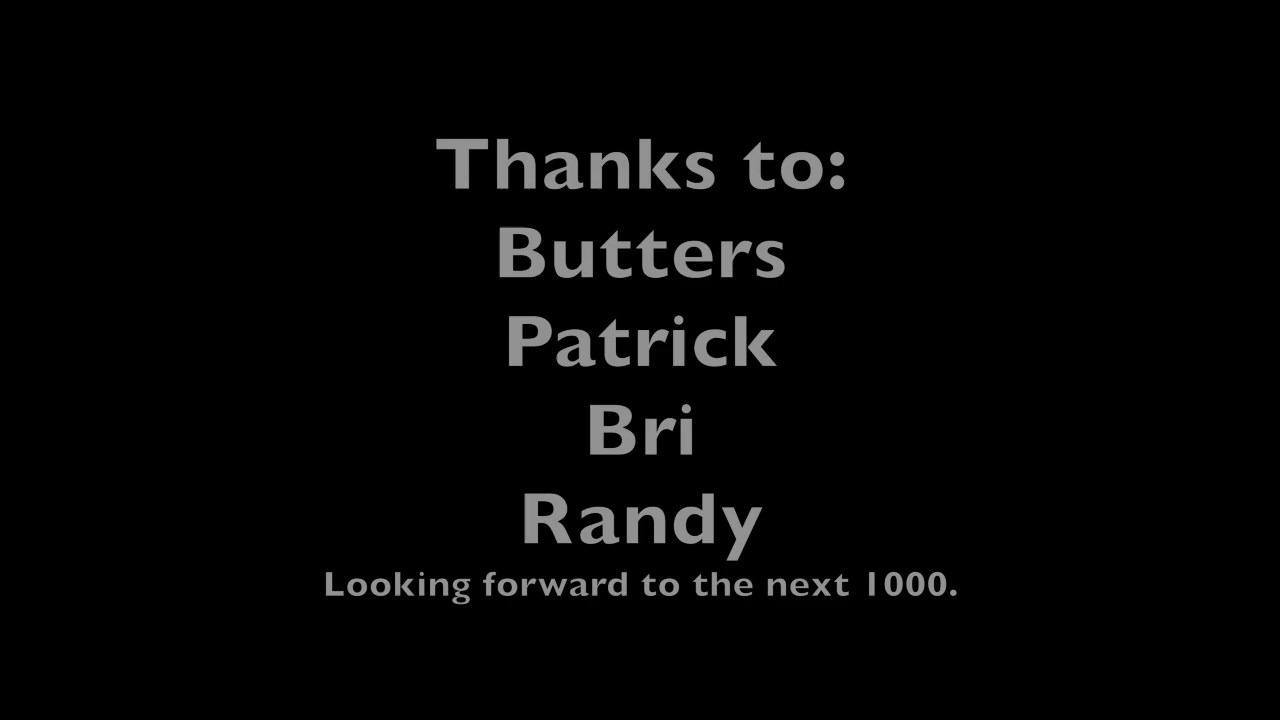 Thanks to:
Butters
Patrick
Bri
Randy
Looking forward to the next 1000.